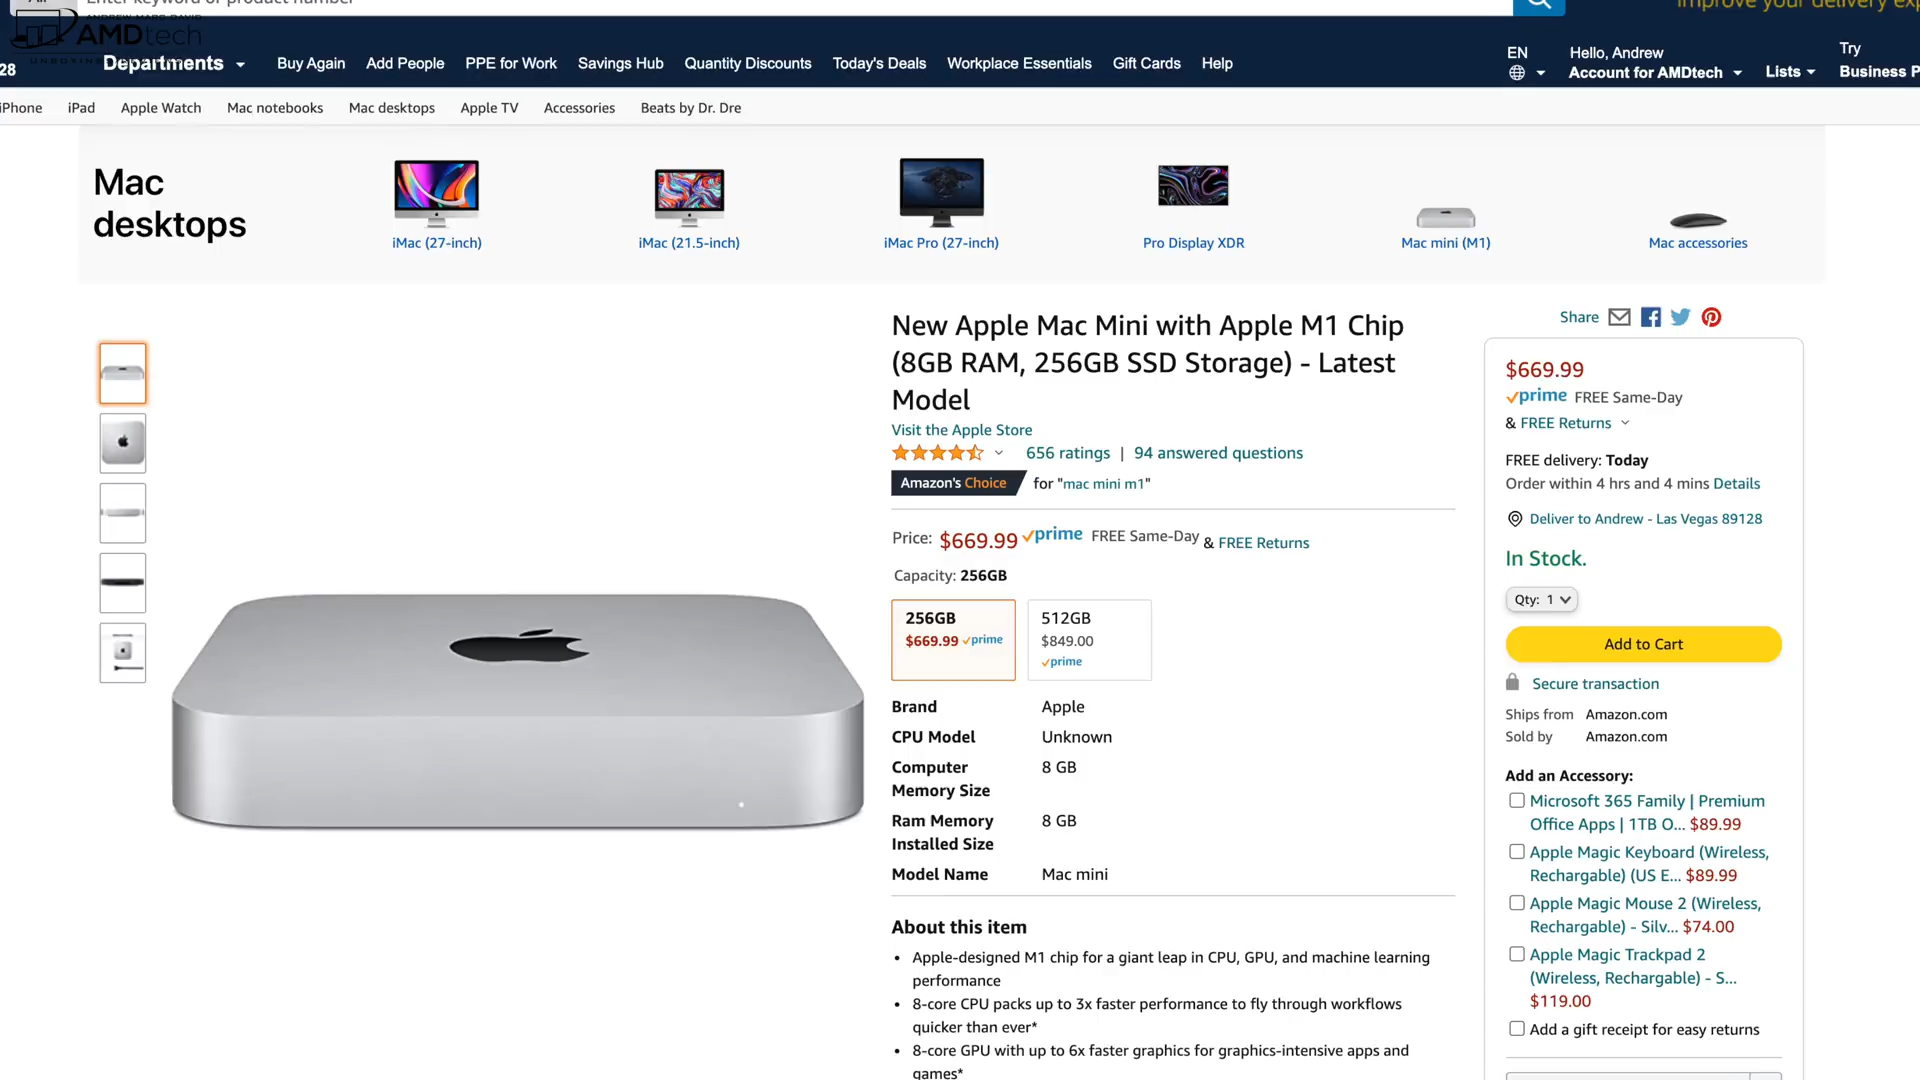 Enter keyword or product number
improve your delivery exp
ANDREW MARC DAVID
AMDtech
28
Departments
Buy Again
Add People
PPE for Work
Savings Hub
Quantity Discounts
Today's Deals
Workplace Essentials
Gift Cards
Help
EN
Hello, Andrew
Account for AMDtech
Lists
Try
Business P
iPhone
iPad
Apple Watch
Mac notebooks
Mac desktops
Apple TV
Accessories
Beats by Dr. Dre
Mac
desktops
iMac (27-inch)
iMac (21.5-inch)
iMac Pro (27-inch)
Pro Display XDR
Mac mini (M1)
Mac accessories
New Apple Mac Mini with Apple M1 Chip
(8GB RAM, 256GB SSD Storage) - Latest
Model
Visit the Apple Store
656 ratings | 94 answered questions
Amazon's Choice for "mac mini m1"
Price: $669.99 prime FREE Same-Day & FREE Returns
Capacity: 256GB
256GB
$669.99 prime
512GB
$849.00
prime
Brand Apple
CPU Model Unknown
Computer 8 GB
Memory Size
Ram Memory 8 GB
Installed Size
Model Name Mac mini
About this item
• Apple-designed M1 chip for a giant leap in CPU, GPU, and machine learning
performance
• 8-core CPU packs up to 3x faster performance to fly through workflows
quicker than ever*
• 8-core GPU with up to 6x faster graphics for graphics-intensive apps and
games*
Share
$669.99
prime FREE Same-Day
& FREE Returns
FREE delivery: Today
Order within 4 hrs and 4 mins Details
Deliver to Andrew - Las Vegas 89128
In Stock.
Qty: 1
Add to Cart
Secure transaction
Ships from Amazon.com
Sold by Amazon.com
Add an Accessory:
Microsoft 365 Family | Premium
Office Apps | 1TB O... $89.99
Apple Magic Keyboard (Wireless,
Rechargable) (US E... $89.99
Apple Magic Mouse 2 (Wireless,
Rechargable) - Silv... $74.00
Apple Magic Trackpad 2
(Wireless, Rechargable) - S...
$119.00
Add a gift receipt for easy returns